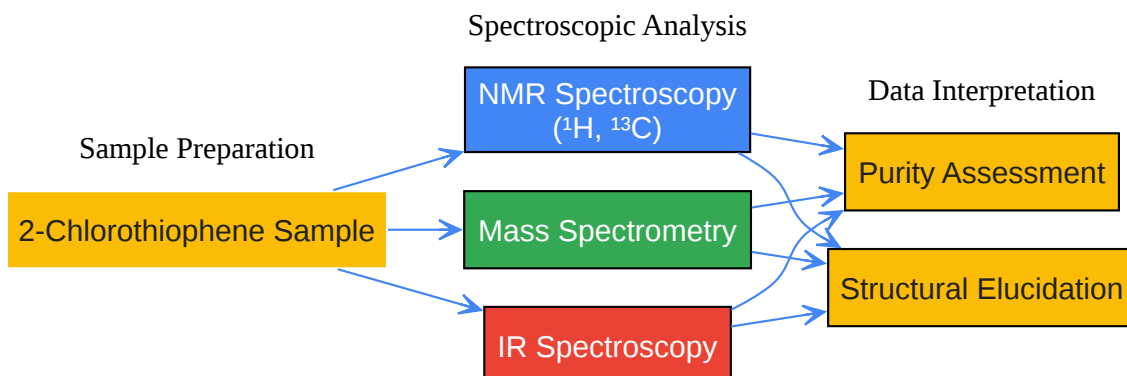 Spectroscopic Analysis
NMR Spectroscopy
(¹H, ¹³C)
Data Interpretation
Sample Preparation
Purity Assessment
2-Chlorothiophene Sample
Mass Spectrometry
Structural Elucidation
IR Spectroscopy